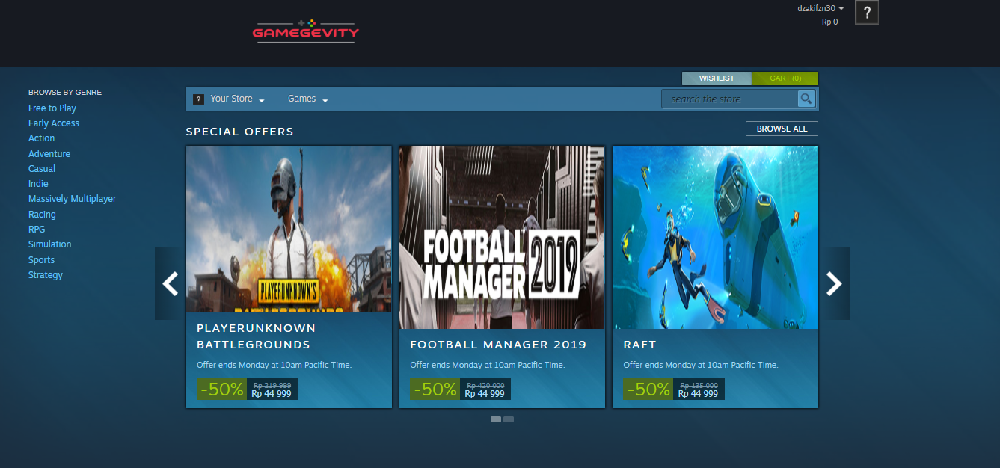 GAMEGEVITY
dzakifzn30
Rp 0
?
WISHLIST
CART (0)
BROWSE BY GENRE
Free to Play
Early Access
Action
Adventure
Casual
Indie
Massively Multiplayer
Racing
RPG
Simulation
Sports
Strategy
? Your Store
Games
search the store
SPECIAL OFFERS
BROWSE ALL
PLAYERUNKNOWN'S
BATTLEGROUNDS
PLAYERUNKNOWN
BATTLEGROUNDS
Offer ends Monday at 10am Pacific Time.
-50%
Rp 219 999
Rp 44 999
FOOTBALL
MANAGER
2019
FOOTBALL MANAGER 2019
Offer ends Monday at 10am Pacific Time.
-50%
Rp 420 000
Rp 44 999
RAFT
Offer ends Monday at 10am Pacific Time.
-50%
Rp 135 000
Rp 44 999